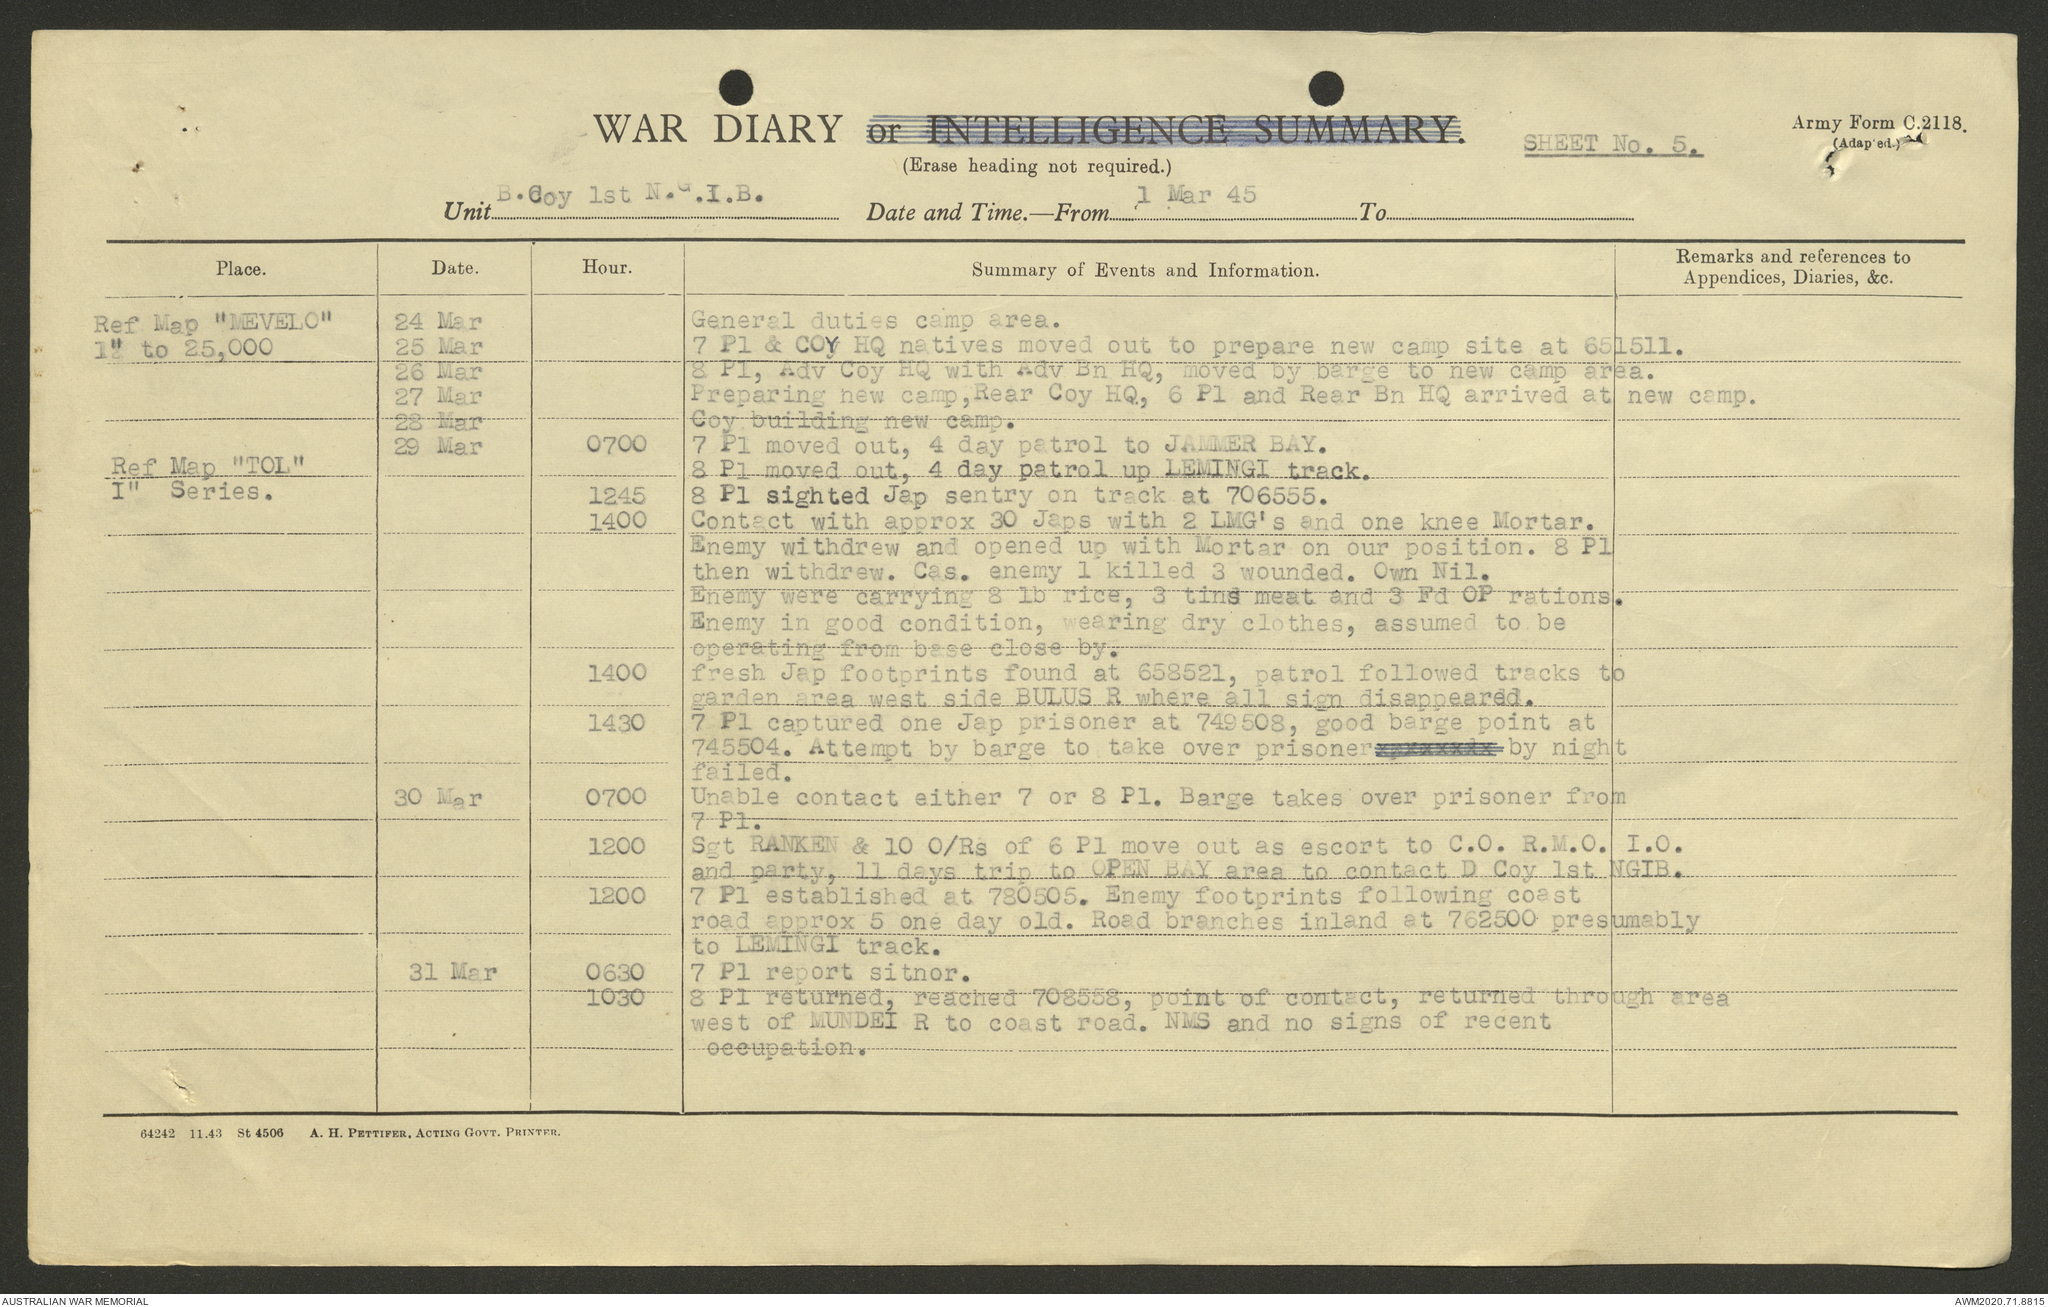 WAR DIARY or INTELLIGENCE SUMMARY.
(Erase heading not required.)
SHEET No. 5.
Army Form C.2118.
(Adapted.)
Unit B.Coy 1st N.G.I.B. Date and Time.—From 1 Mar 45 To
Place. Date. Hour. Summary of Events and Information. Remarks and references to Appendices, Diaries, &c.
Ref Map "MEVELO" 24 Mar General duties camp area.
1" to 25,000 25 Mar 7 Pl & COY HQ natives moved out to prepare new camp site at 651511.
26 Mar 8 Pl, Adv Coy HQ with Adv Bn HQ, moved by barge to new camp area.
27 Mar Preparing new camp,Rear Coy HQ, 6 Pl and Rear Bn HQ arrived at new camp.
28 Mar Coy building new camp.
29 Mar 0700 7 Pl moved out, 4 day patrol to JAMMER BAY.
Ref Map "TOL" 8 Pl moved out, 4 day patrol up LEMINGI track.
I" Series. 1245 8 Pl sighted Jap sentry on track at 706555.
1400 Contact with approx 30 Japs with 2 LMG's and one knee Mortar.
Enemy withdrew and opened up with Mortar on our position. 8 Pl
then withdrew. Cas. enemy 1 killed 3 wounded. Own Nil.
Enemy were carrying 8 lb rice, 3 tins meat and 3 Fd OP rations.
Enemy in good condition, wearing dry clothes, assumed to be
operating from base close by.
1400 fresh Jap footprints found at 658521, patrol followed tracks to
garden area west side BULUS R where all sign disappeared.
1430 7 Pl captured one Jap prisoner at 749508, good barge point at
745504. Attempt by barge to take over prisoner by night
failed.
30 Mar 0700 Unable contact either 7 or 8 Pl. Barge takes over prisoner from
7 Pl.
1200 Sgt RANKEN & 10 O/Rs of 6 Pl move out as escort to C.O. R.M.O. I.O.
and party, 11 days trip to OPEN BAY area to contact D Coy 1st NGIB.
1200 7 Pl established at 780505. Enemy footprints following coast
road approx 5 one day old. Road branches inland at 762500 presumably
to LEMINGI track.
31 Mar 0630 7 Pl report sitnor.
1030 8 Pl returned, reached 708558, point of contact, returned through area
west of MUNDEI R to coast road. NMS and no signs of recent
occupation.
64242 11.43 St 4506 A. H. PETTIFER, ACTING GOVT. PRINTER.
AUSTRALIAN WAR MEMORIAL
AWM2020.71.8815